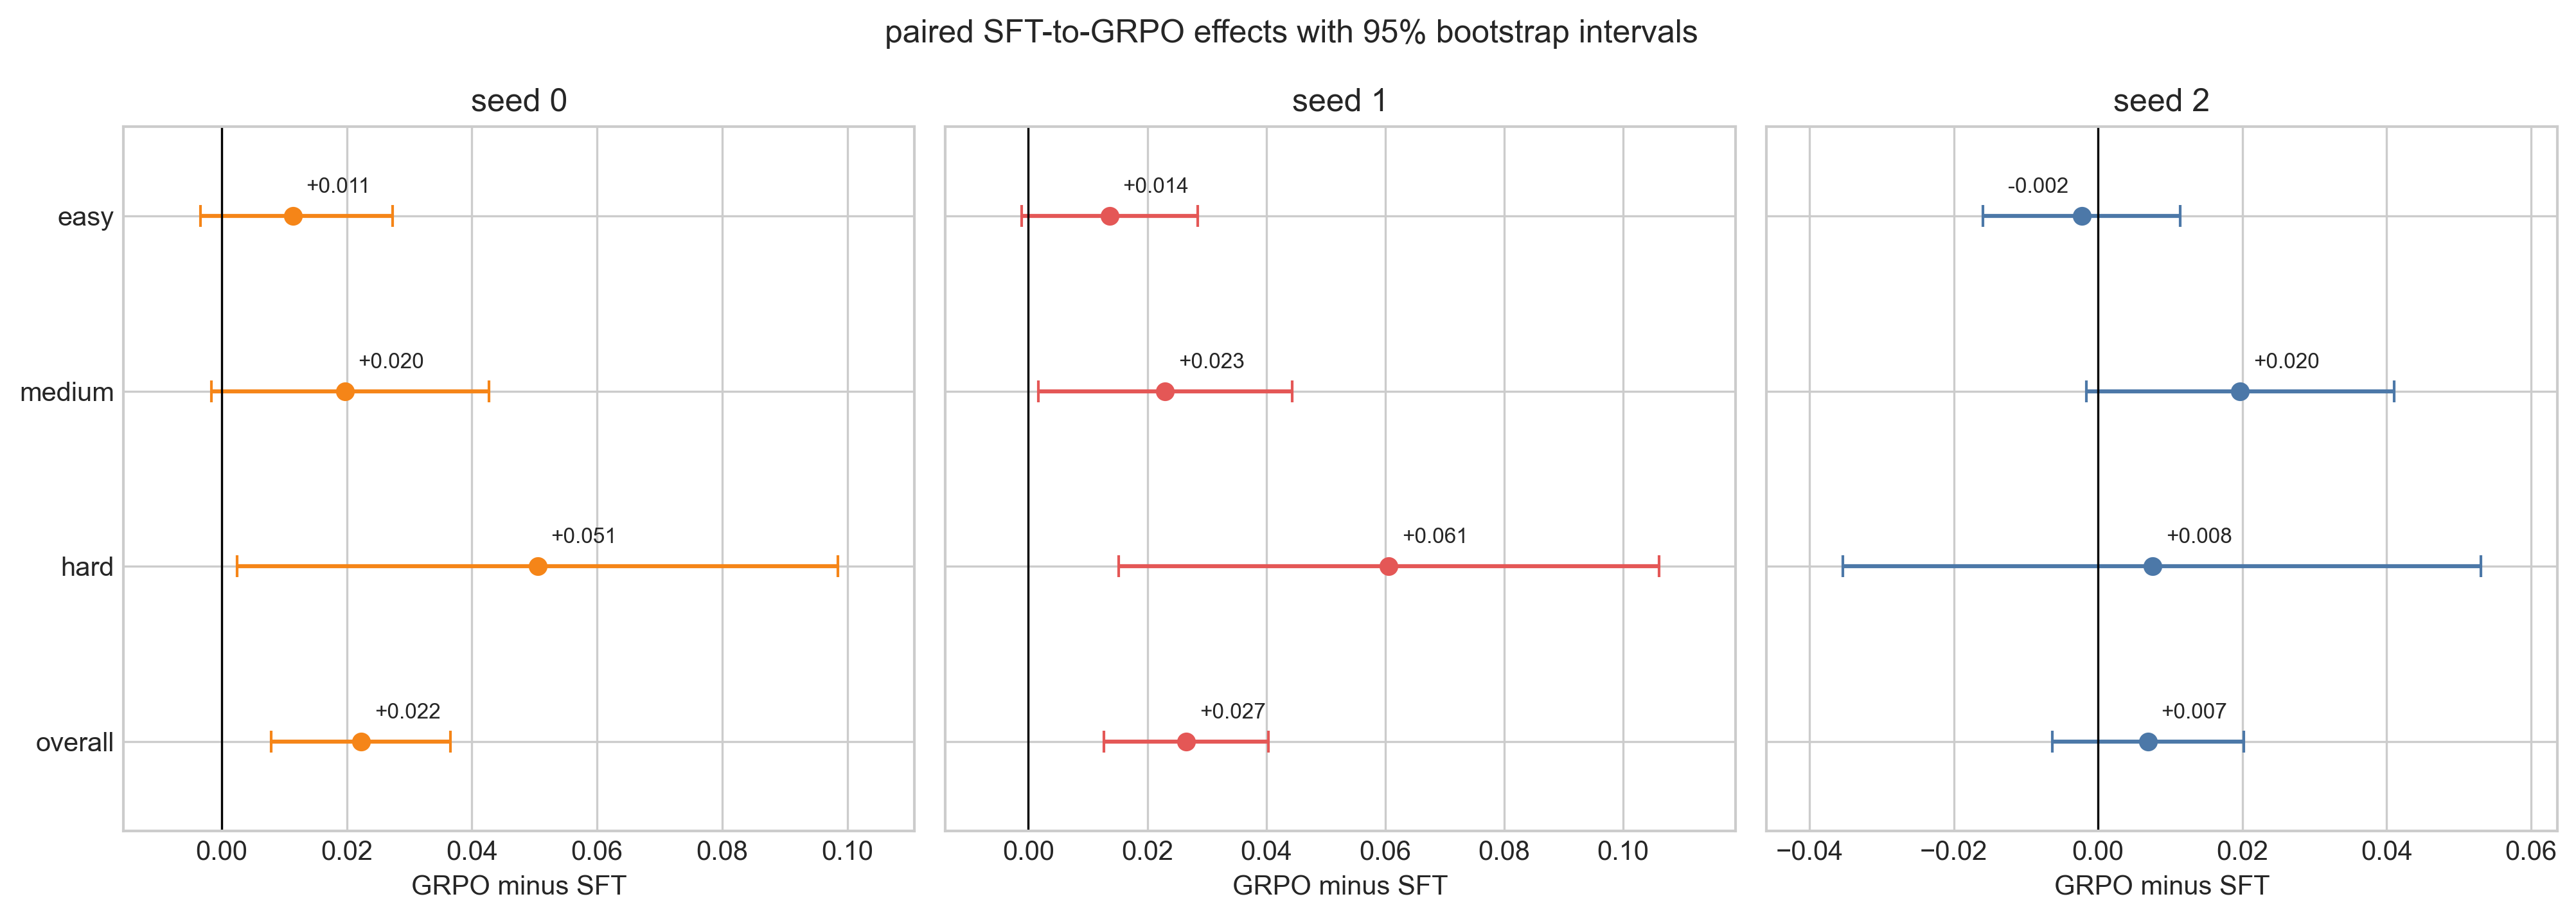 paired SFT-to-GRPO effects with 95% bootstrap intervals
seed 0
seed 1
seed 2
easy
+0.011
+0.014
-0.002
medium
+0.020
+0.023
+0.020
hard
+0.051
+0.061
+0.008
overall
+0.022
+0.027
+0.007
0.00 0.02 0.04 0.06 0.08 0.10
0.00 0.02 0.04 0.06 0.08 0.10
−0.04 −0.02 0.00 0.02 0.04 0.06
GRPO minus SFT
GRPO minus SFT
GRPO minus SFT